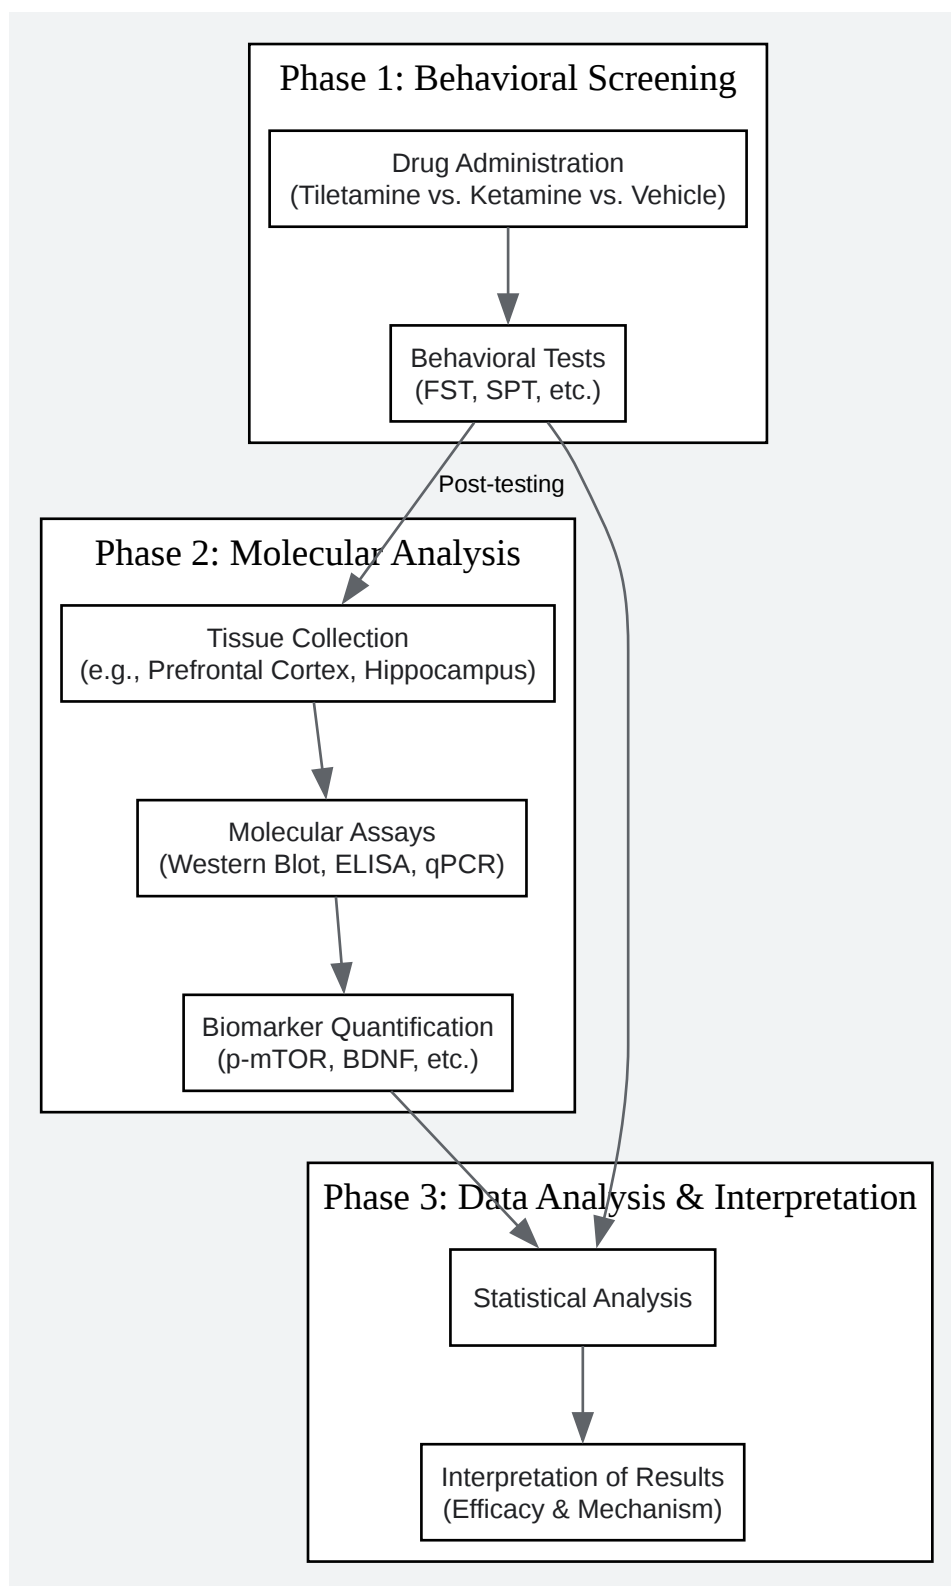 Phase 1: Behavioral Screening
Drug Administration
(Tiletamine vs. Ketamine vs. Vehicle)
Behavioral Tests
(FST, SPT, etc.)
Post-testing
Phase 2: Molecular Analysis
Tissue Collection
(e.g., Prefrontal Cortex, Hippocampus)
Molecular Assays
(Western Blot, ELISA, qPCR)
Biomarker Quantification
(p-mTOR, BDNF, etc.)
Phase 3: Data Analysis & Interpretation
Statistical Analysis
Interpretation of Results
(Efficacy & Mechanism)